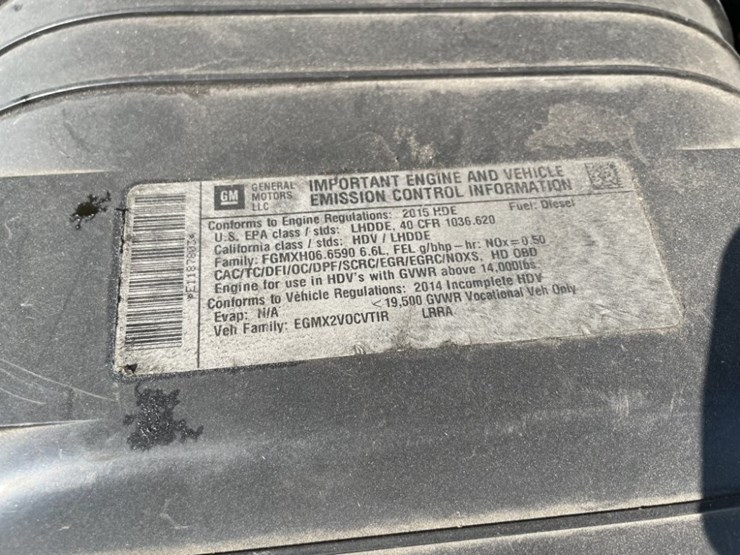 GM GENERAL MOTORS LLC
IMPORTANT ENGINE AND VEHICLE
EMISSION CONTROL INFORMATION
Conforms to Engine Regulations: 2015 HDE Fuel: Diesel
U.S. EPA class / stds: LHDDE, 40 CFR 1036.620
California class / stds: HDV / LHDDE
Family: FGMXH06.6590 6.6L, FEL g/bhp-hr: NOx=0.50
CAC/TC/DFI/OC/DPF/SCRC/EGR/EGRC/NOXS, HD OBD
Engine for use in HDV's with GVWR above 14,000lbs.
Conforms to Vehicle Regulations: 2014 Incomplete HDV
Evap: N/A <19,500 GVWR Vocational Veh Only
Veh Family: EGMX2VOCVTIR LRRA
*E118780J*